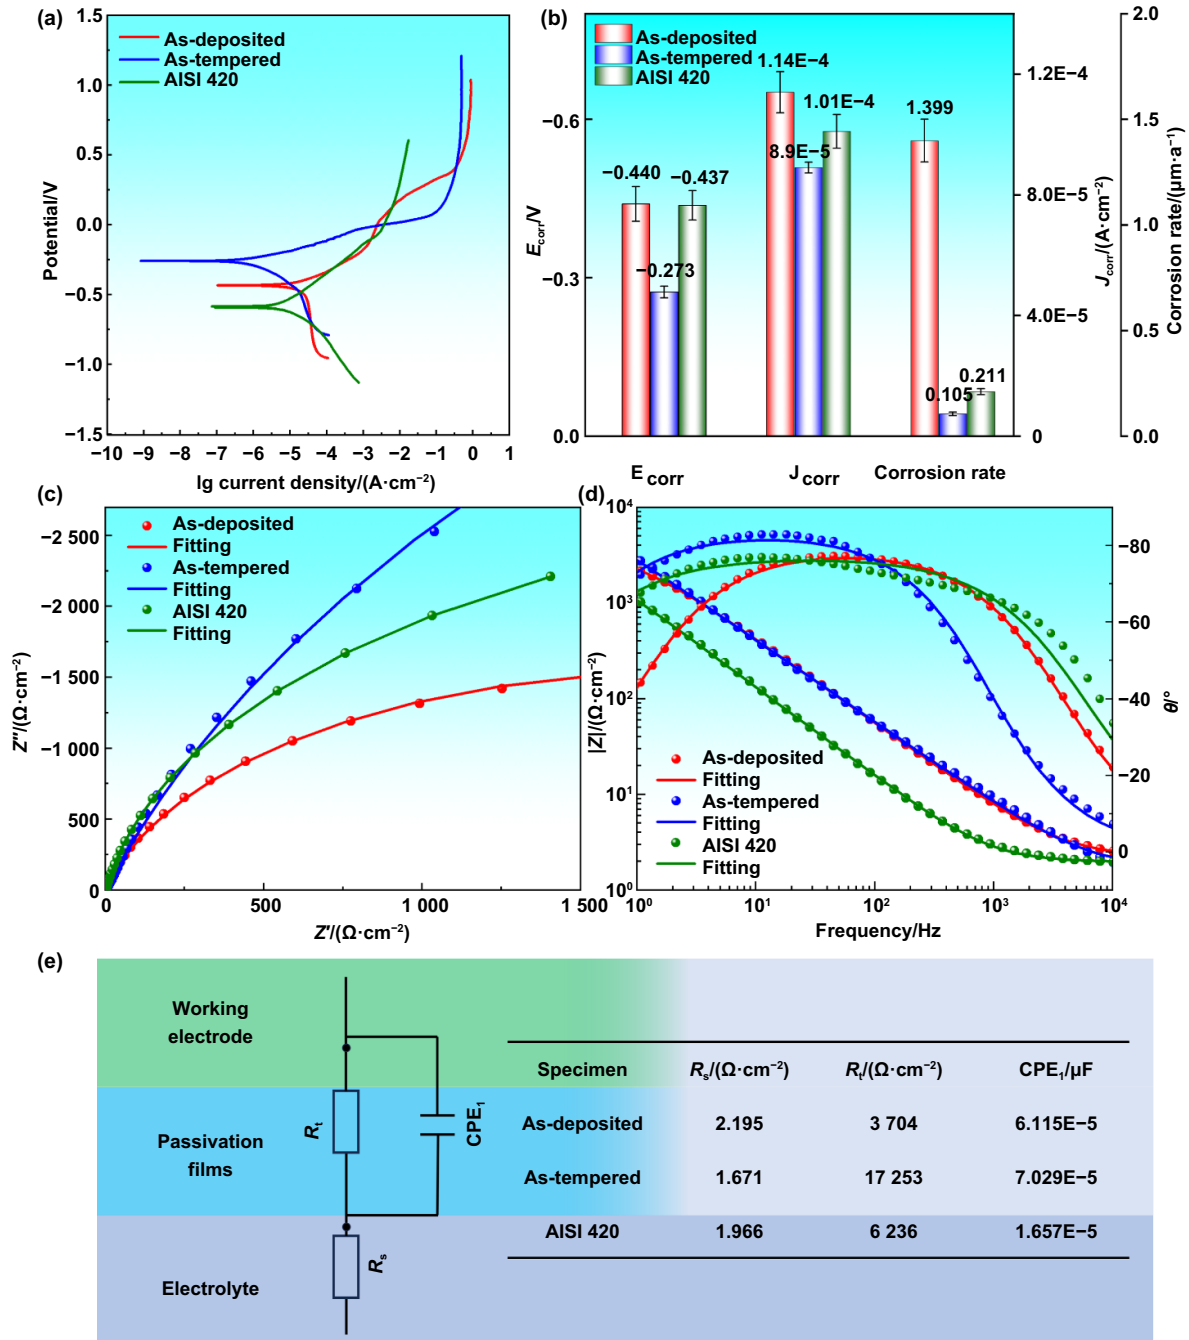 (a)
1.5
1.0
0.5
0.0
−0.5
−1.0
−1.5
Potential/V
As-deposited
As-tempered
AISI 420
−10 −9 −8 −7 −6 −5 −4 −3 −2 −1 0 1
lg current density/(A·cm⁻²)
(b)
−0.6
−0.3
0.0
E_corr/V
As-deposited
As-tempered
AISI 420
1.14E−4
1.01E−4
8.9E−5
−0.440
−0.437
−0.273
1.399
0.105
0.211
E_corr J_corr Corrosion rate
1.2E−4
8.0E−5
4.0E−5
0
J_corr/(A·cm⁻²)
2.0
1.5
1.0
0.5
0.0
Corrosion rate/(μm·a⁻¹)
(c)
−2 500
−2 000
−1 500
−1 000
500
0
Z″/(Ω·cm⁻²)
As-deposited
Fitting
As-tempered
Fitting
AISI 420
Fitting
0 500 1 000 1 500
Z′/(Ω·cm⁻²)
(d)
10⁴
10³
10²
10¹
10⁰
|Z|/(Ω·cm⁻²)
As-deposited
Fitting
As-tempered
Fitting
AISI 420
Fitting
−80
−60
−40
−20
0
θ/°
10⁰ 10¹ 10² 10³ 10⁴
Frequency/Hz
(e)
Working
electrode
Passivation
films
Electrolyte
R_t
CPE₁
R_s
Specimen R_s/(Ω·cm⁻²) R_t/(Ω·cm⁻²) CPE₁/μF
As-deposited 2.195 3 704 6.115E−5
As-tempered 1.671 17 253 7.029E−5
AISI 420 1.966 6 236 1.657E−5